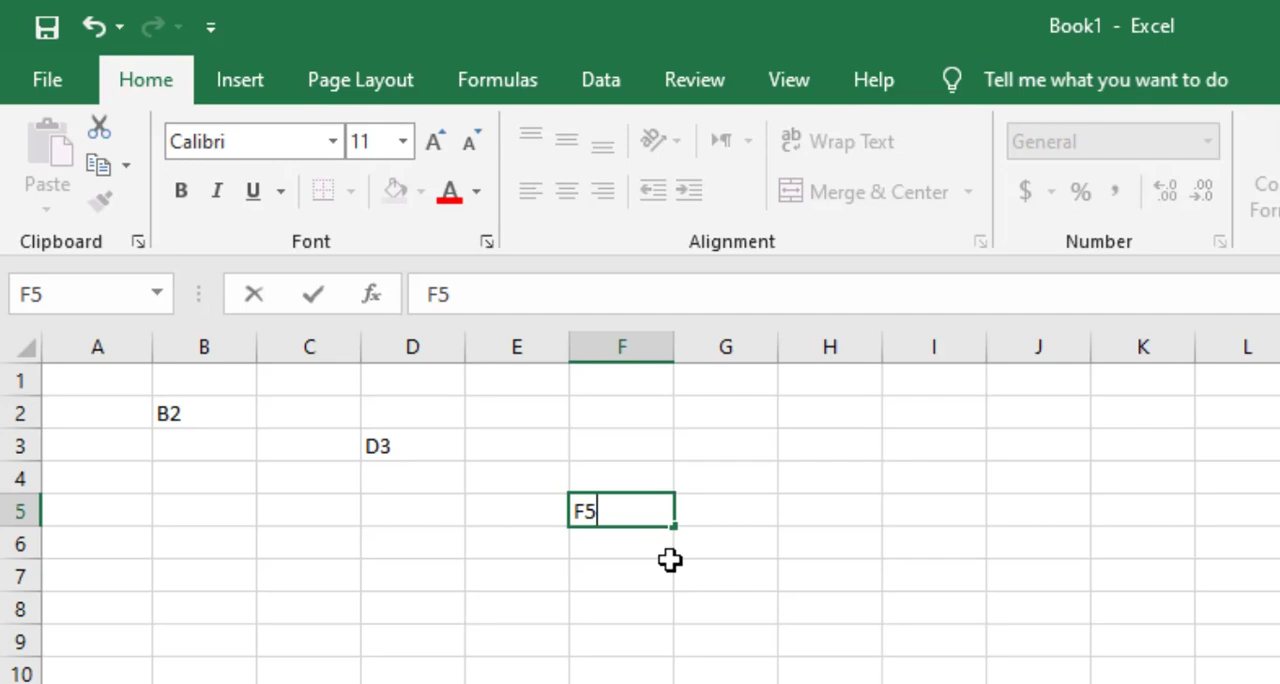 Book1 - Excel
File Home Insert Page Layout Formulas Data Review View Help Tell me what you want to do
Calibri 11 Wrap Text General
Paste B I U A Merge & Center $ %
Clipboard Font Alignment Number
F5 fx F5
A B C D E F G H I J K L
1
2 B2
3 D3
4
5 F5
6
7
8
9
10